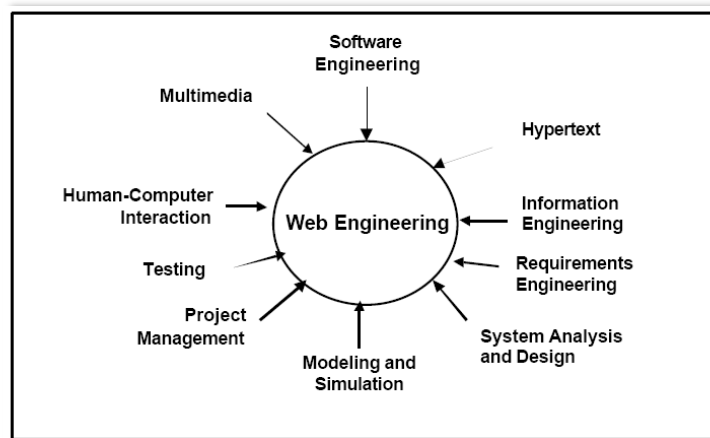 Software
Engineering
Multimedia
Hypertext
Human-Computer
Interaction
Web Engineering
Information
Engineering
Testing
Requirements
Engineering
Project
Management
System Analysis
and Design
Modeling and
Simulation